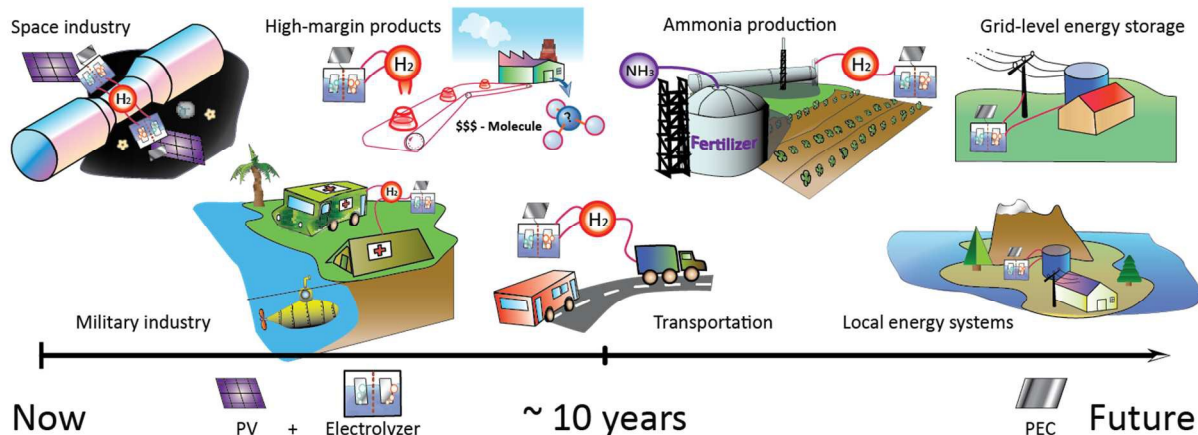 Space industry
High-margin products
Ammonia production
Grid-level energy storage
H₂
H₂
$$$ - Molecule
?
NH₃
H₂
Fertilizer
H₂
H₂
Military industry
Transportation
Local energy systems
Now
PV + Electrolyzer
~ 10 years
PEC
Future